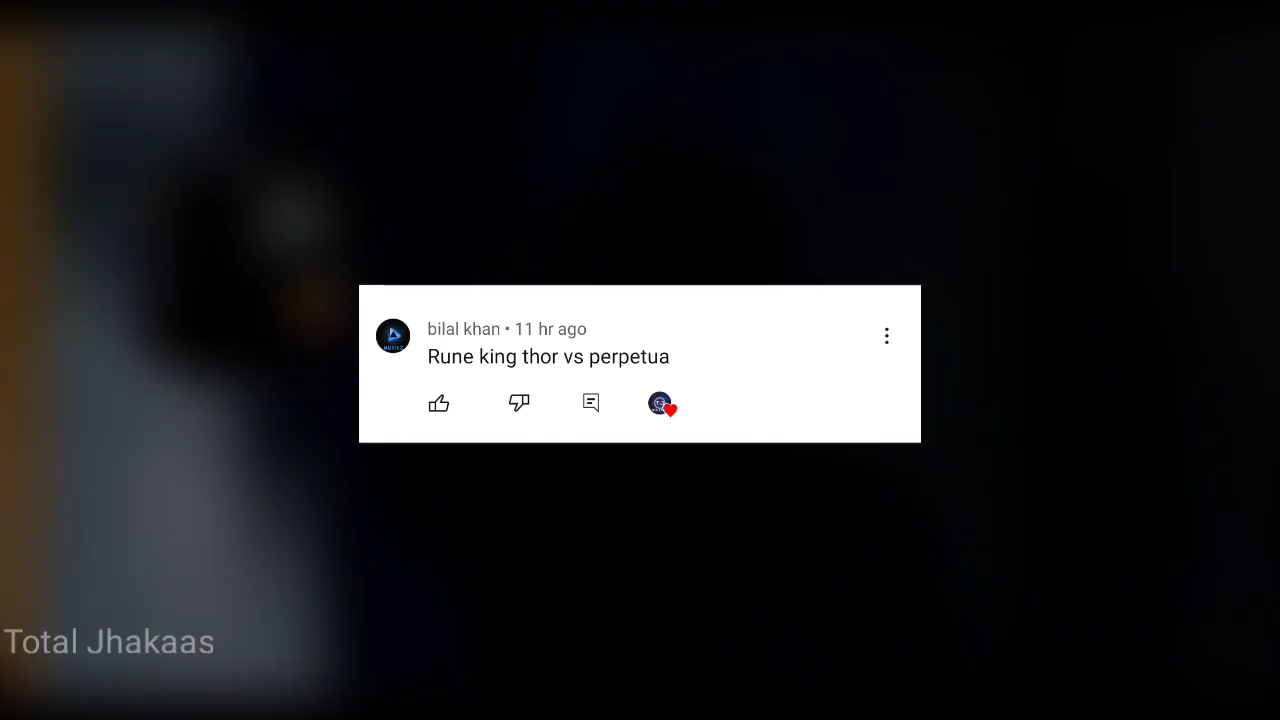 bilal khan • 11 hr ago
Rune king thor vs perpetua
Total Jhakaas